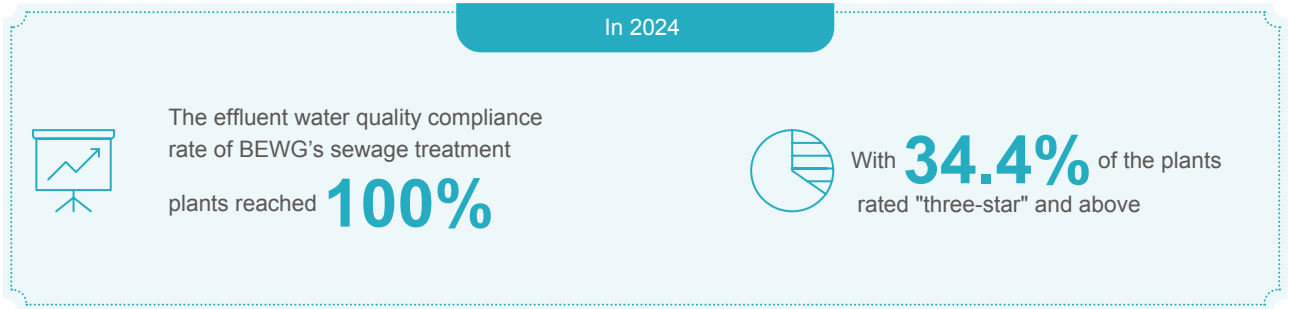 In 2024
The effluent water quality compliance
rate of BEWG’s sewage treatment
plants reached 100%
With 34.4% of the plants
rated "three-star" and above